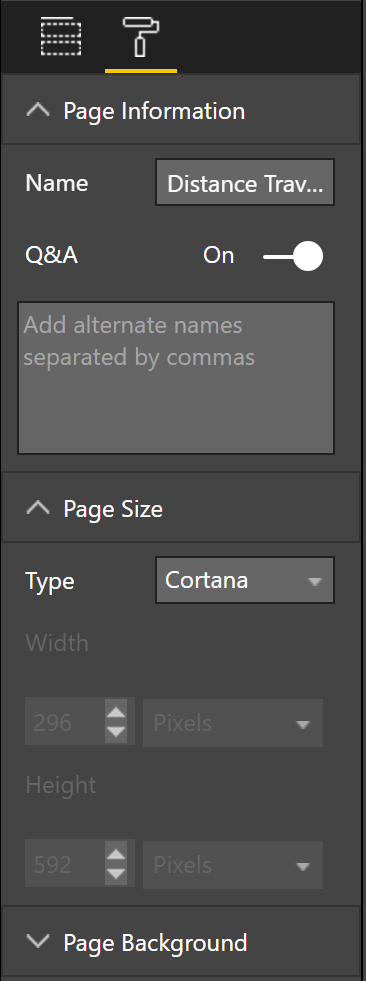 Page Information
Name
Distance Trav...
Q&A
On
Add alternate names
separated by commas
Page Size
Type
Cortana
Width
296
Pixels
Height
592
Pixels
Page Background